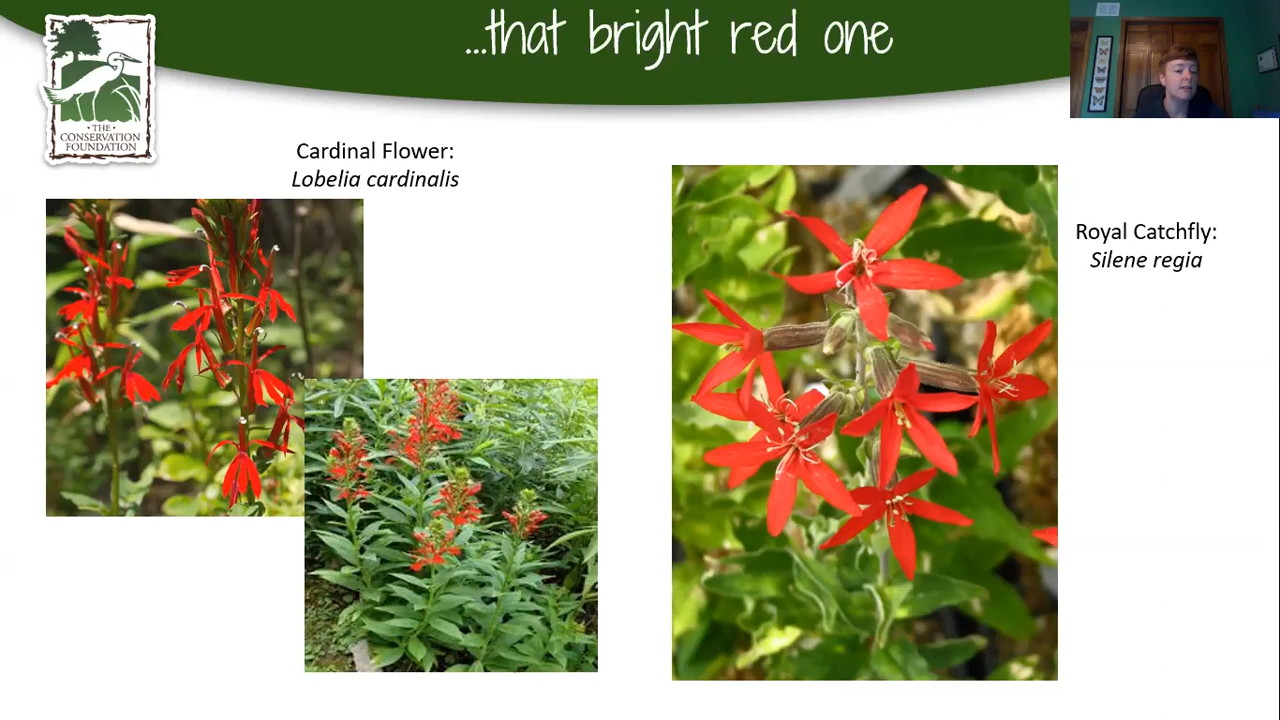 ...that bright red one
• THE •
CONSERVATION
FOUNDATION
Cardinal Flower:
Lobelia cardinalis
Royal Catchfly:
Silene regia